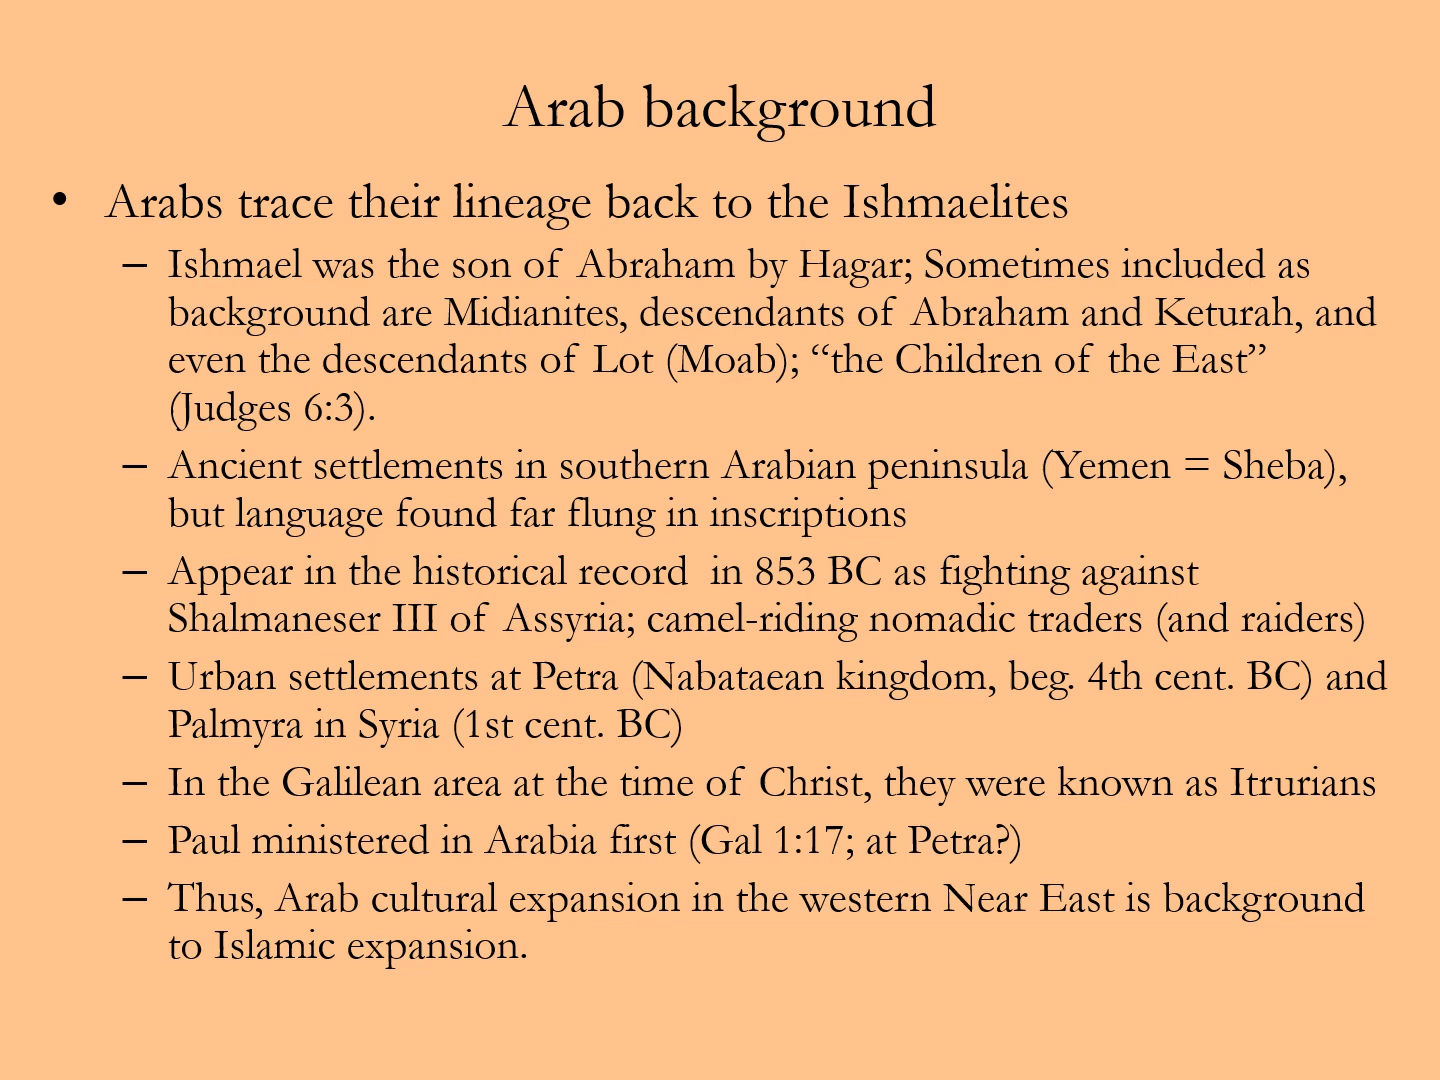 Arab background
• Arabs trace their lineage back to the Ishmaelites
– Ishmael was the son of Abraham by Hagar; Sometimes included as
background are Midianites, descendants of Abraham and Keturah, and
even the descendants of Lot (Moab); “the Children of the East”
(Judges 6:3).
– Ancient settlements in southern Arabian peninsula (Yemen = Sheba),
but language found far flung in inscriptions
– Appear in the historical record in 853 BC as fighting against
Shalmaneser III of Assyria; camel-riding nomadic traders (and raiders)
– Urban settlements at Petra (Nabataean kingdom, beg. 4th cent. BC) and
Palmyra in Syria (1st cent. BC)
– In the Galilean area at the time of Christ, they were known as Itrurians
– Paul ministered in Arabia first (Gal 1:17; at Petra?)
– Thus, Arab cultural expansion in the western Near East is background
to Islamic expansion.